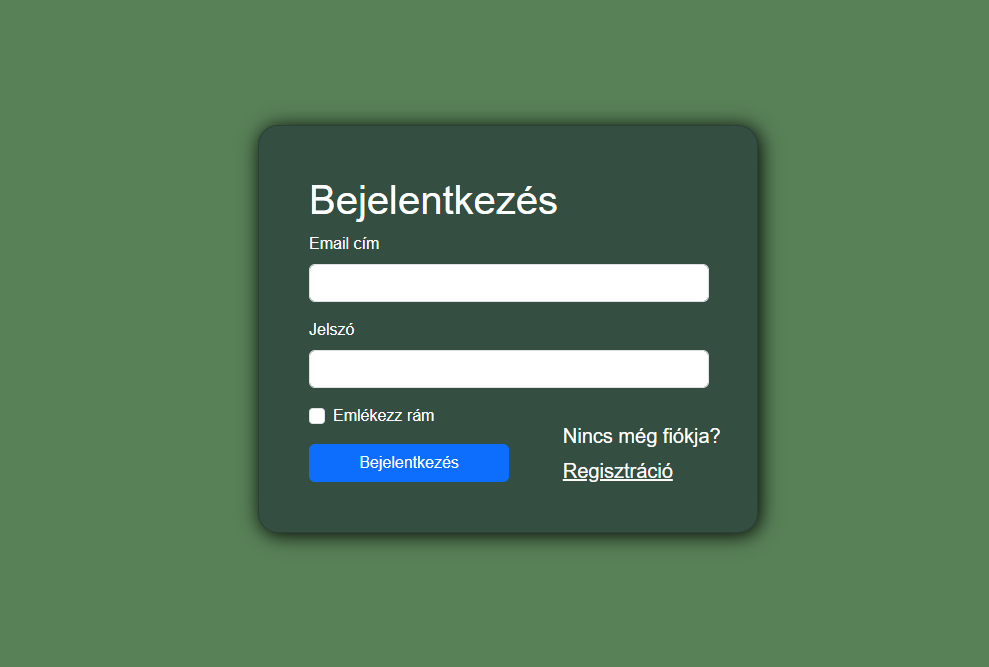 Bejelentkezés
Email cím
Jelszó
Emlékezz rám
Nincs még fiókja?
Bejelentkezés
Regisztráció